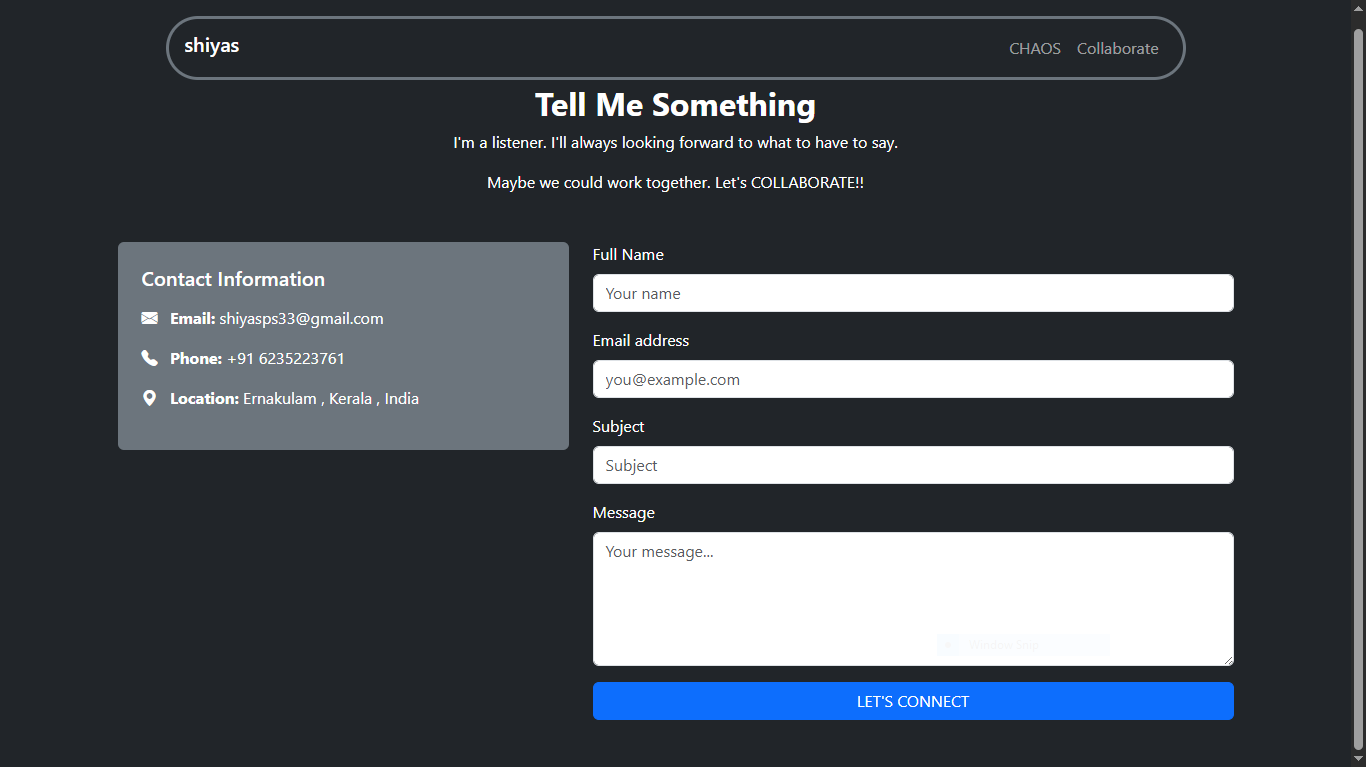 shiyas
CHAOS Collaborate
Tell Me Something
I'm a listener. I'll always looking forward to what to have to say.
Maybe we could work together. Let's COLLABORATE!!
Contact Information
Email: shiyasps33@gmail.com
Phone: +91 6235223761
Location: Ernakulam , Kerala , India
Full Name
Your name
Email address
you@example.com
Subject
Subject
Message
Your message...
Window Snip
LET'S CONNECT